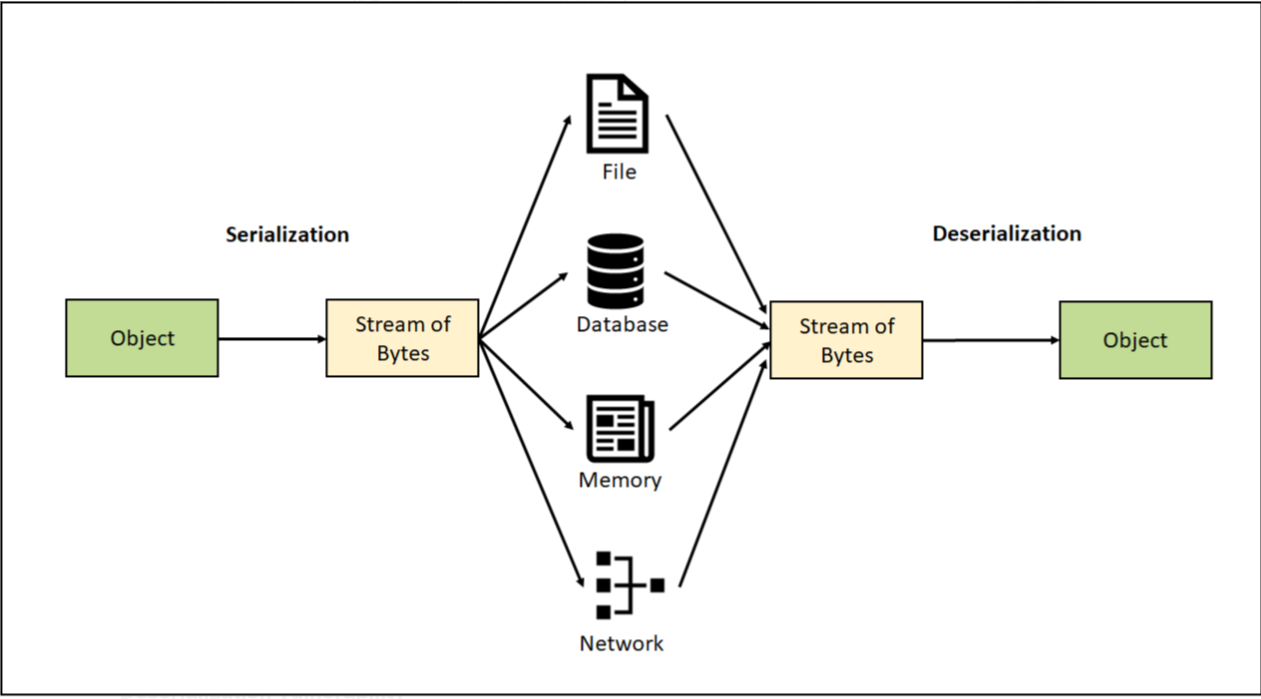 File
Serialization
Deserialization
Object
Stream of
Bytes
Database
Stream of
Bytes
Object
Memory
Network